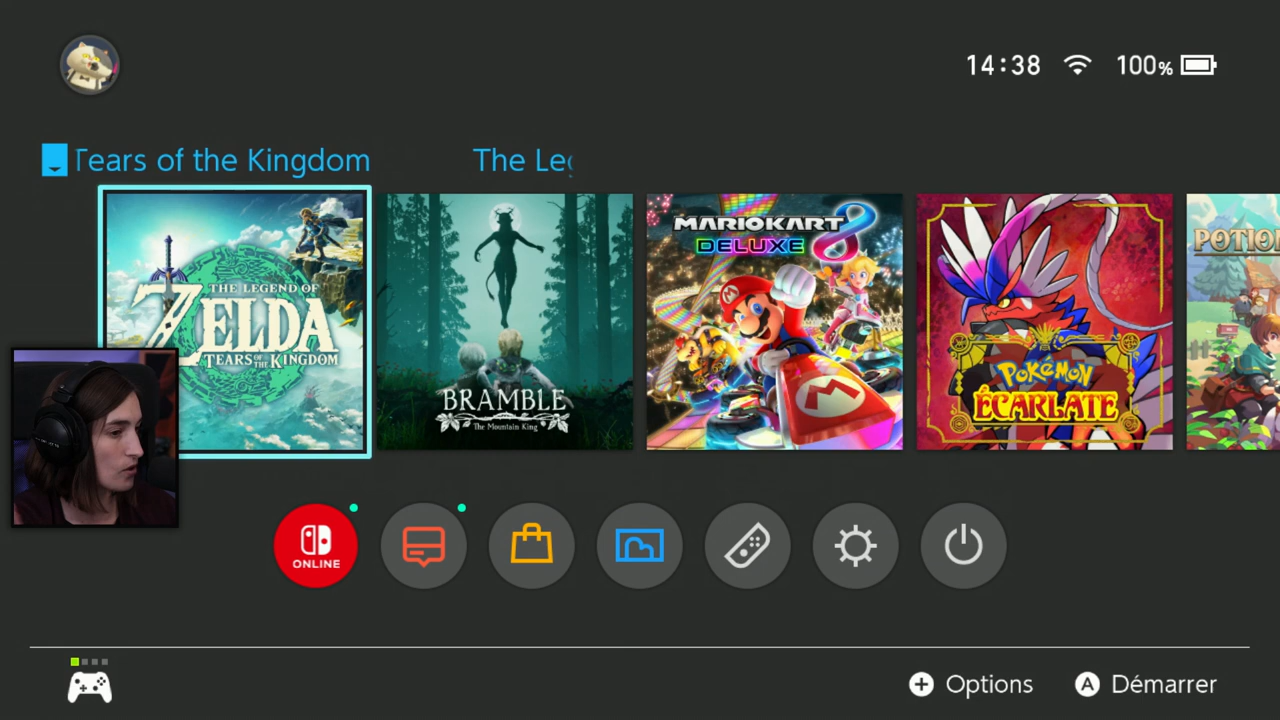 14:38 100%
Tears of the Kingdom The Leg
THE LEGEND OF
ZELDA
TEARS OF THE KINGDOM
BRAMBLE
The Mountain King
MARIOKART 8
DELUXE
POKÉMON
ÉCARLATE
POTION
ONLINE
+ Options A Démarrer